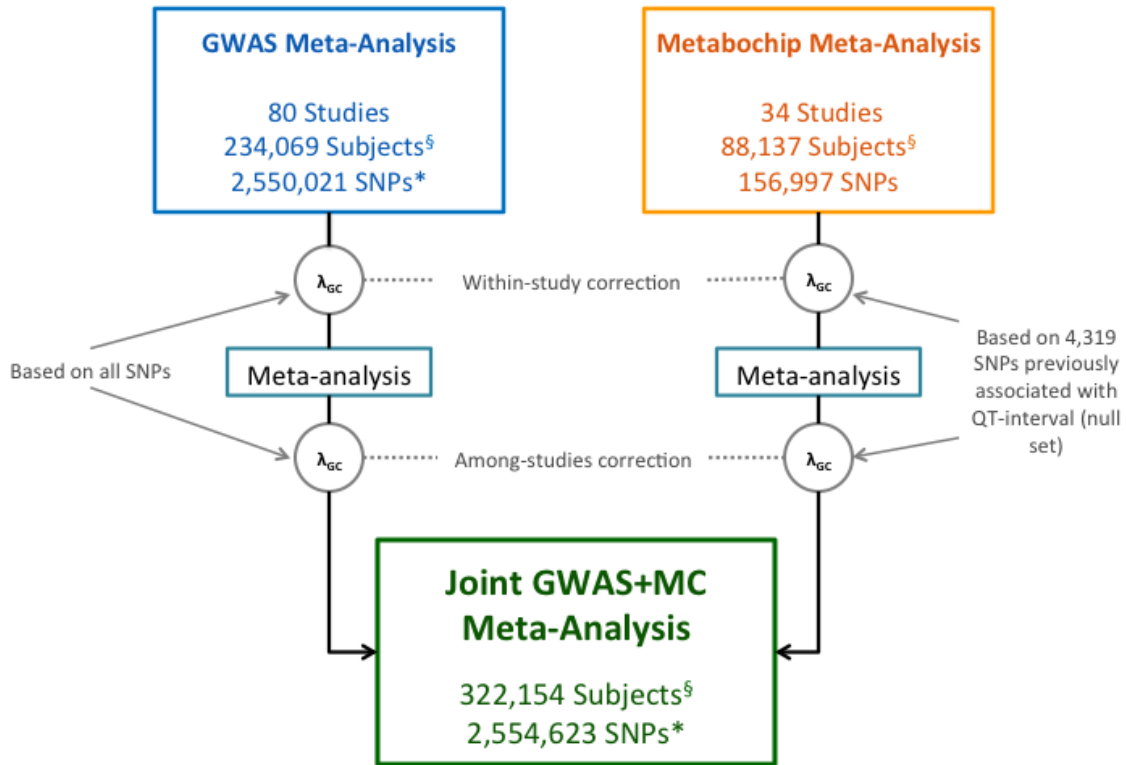 GWAS Meta-Analysis
80 Studies
234,069 Subjects§
2,550,021 SNPs*
Metabochip Meta-Analysis
34 Studies
88,137 Subjects§
156,997 SNPs
λGC
Within-study correction
λGC
Based on all SNPs
Meta-analysis
Meta-analysis
Based on 4,319
SNPs previously
associated with
QT-interval (null
set)
λGC
Among-studies correction
λGC
Joint GWAS+MC
Meta-Analysis
322,154 Subjects§
2,554,623 SNPs*